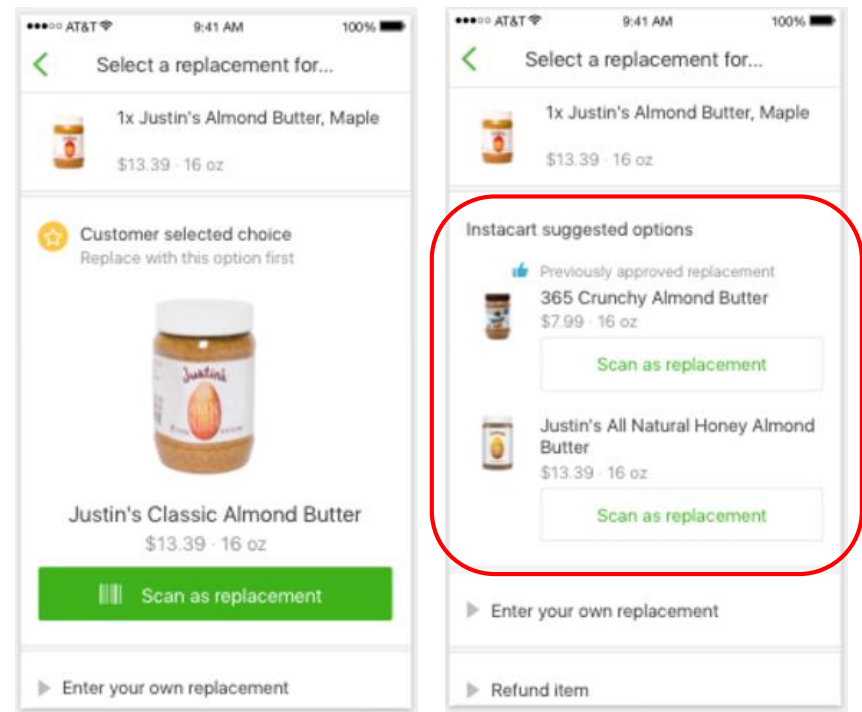 ●●●○○ AT&T 9:41 AM 100%
Select a replacement for...
1x Justin's Almond Butter, Maple
$13.39 · 16 oz
Customer selected choice
Replace with this option first
Justin's
Justin's Classic Almond Butter
$13.39 · 16 oz
Scan as replacement
Enter your own replacement
●●●○○ AT&T 9:41 AM 100%
Select a replacement for...
1x Justin's Almond Butter, Maple
$13.39 · 16 oz
Instacart suggested options
Previously approved replacement
365 Crunchy Almond Butter
$7.99 · 16 oz
Scan as replacement
Justin's All Natural Honey Almond
Butter
$13.39 · 16 oz
Scan as replacement
Enter your own replacement
Refund item